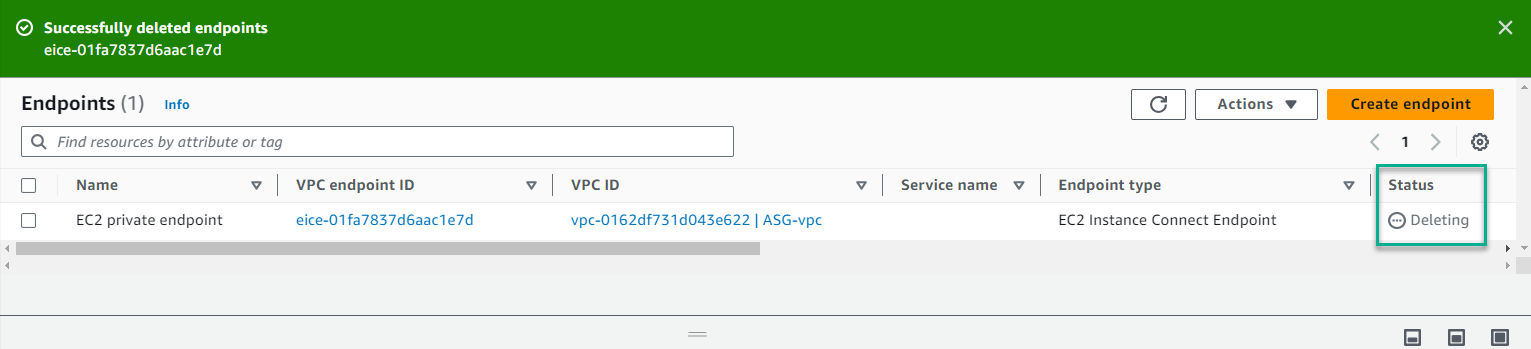 Successfully deleted endpoints
eice-01fa7837d6aac1e7d
Endpoints (1) Info Actions Create endpoint
Find resources by attribute or tag 1
Name VPC endpoint ID VPC ID Service name Endpoint type Status
EC2 private endpoint eice-01fa7837d6aac1e7d vpc-0162df731d043e622 | ASG-vpc EC2 Instance Connect Endpoint Deleting